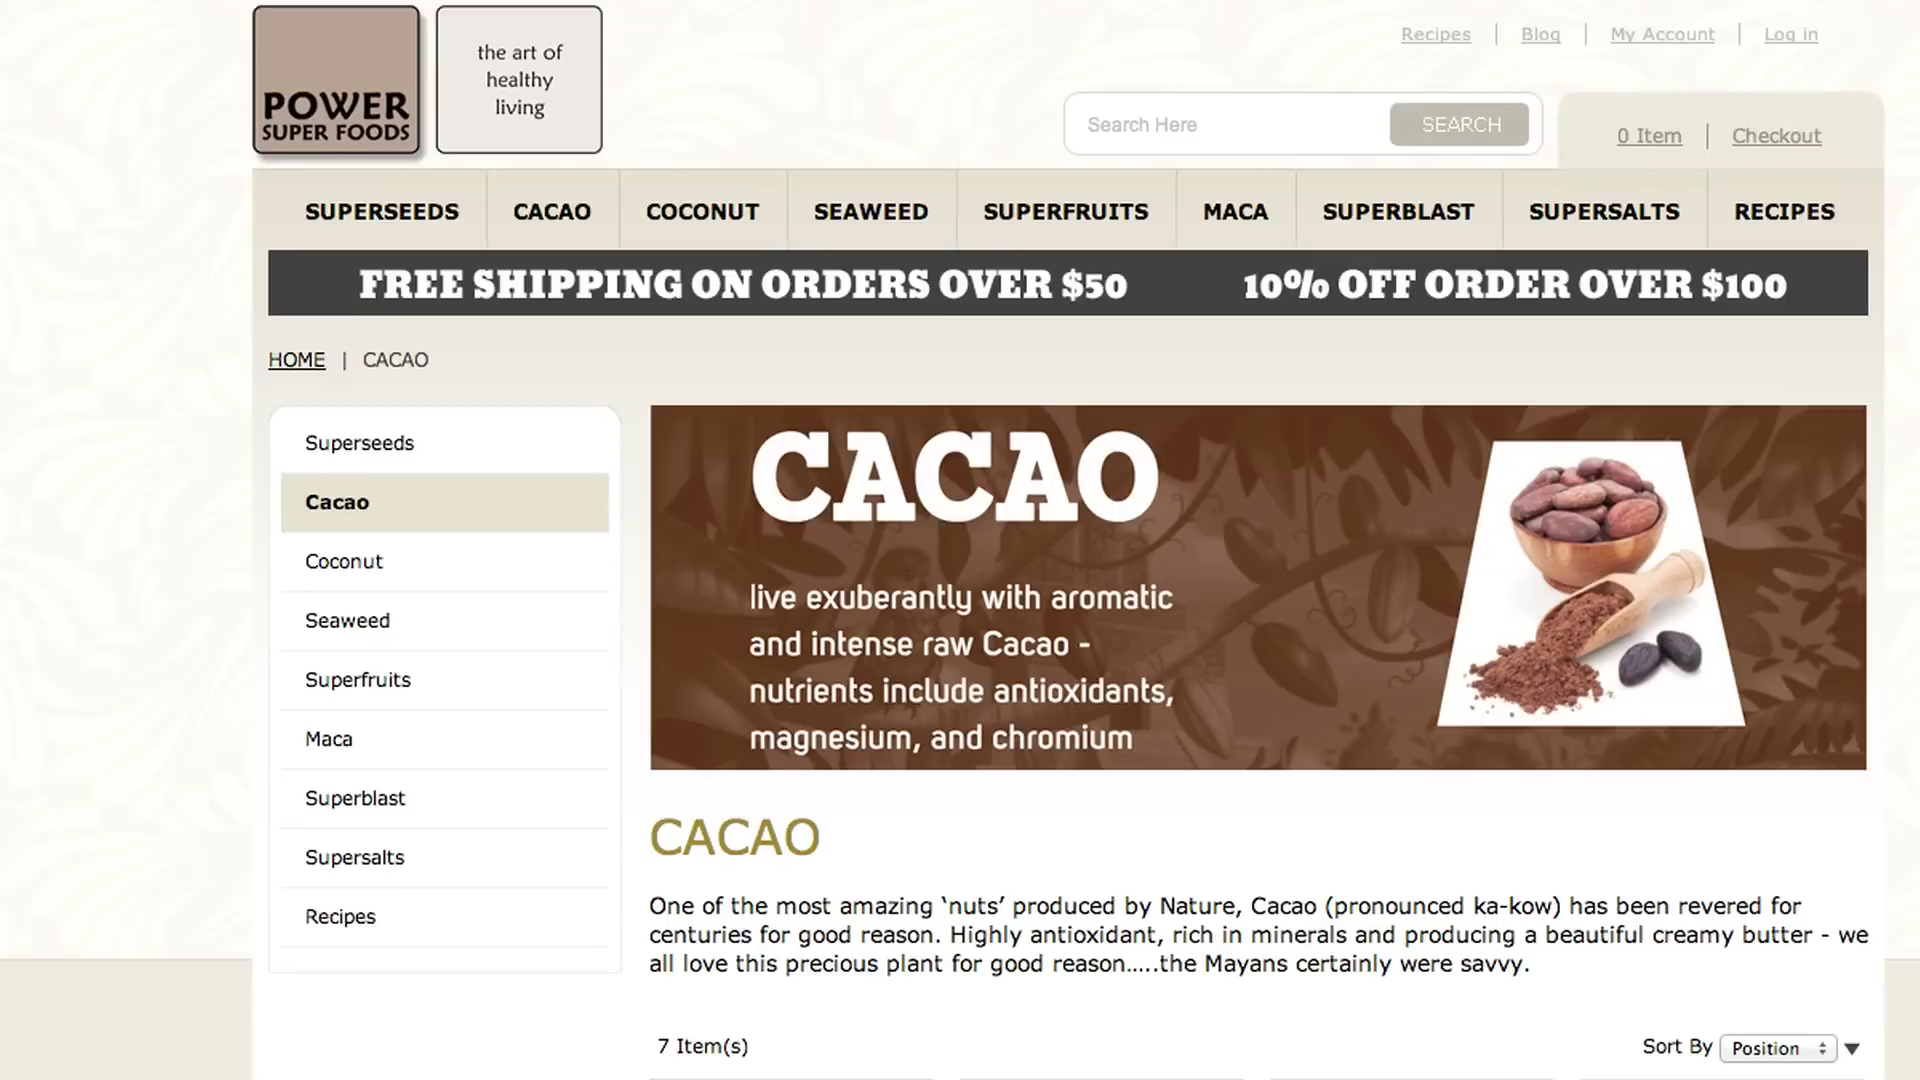 POWER
SUPER FOODS
the art of
healthy
living
Recipes | Blog | My Account | Log in
Search Here
SEARCH
0 Item | Checkout
SUPERSEEDS
CACAO
COCONUT
SEAWEED
SUPERFRUITS
MACA
SUPERBLAST
SUPERSALTS
RECIPES
FREE SHIPPING ON ORDERS OVER $50
10% OFF ORDER OVER $100
HOME | CACAO
Superseeds
Cacao
Coconut
Seaweed
Superfruits
Maca
Superblast
Supersalts
Recipes
CACAO
live exuberantly with aromatic
and intense raw Cacao -
nutrients include antioxidants,
magnesium, and chromium
CACAO
One of the most amazing ‘nuts’ produced by Nature, Cacao (pronounced ka-kow) has been revered for
centuries for good reason. Highly antioxidant, rich in minerals and producing a beautiful creamy butter - we
all love this precious plant for good reason.....the Mayans certainly were savvy.
7 Item(s)
Sort By Position